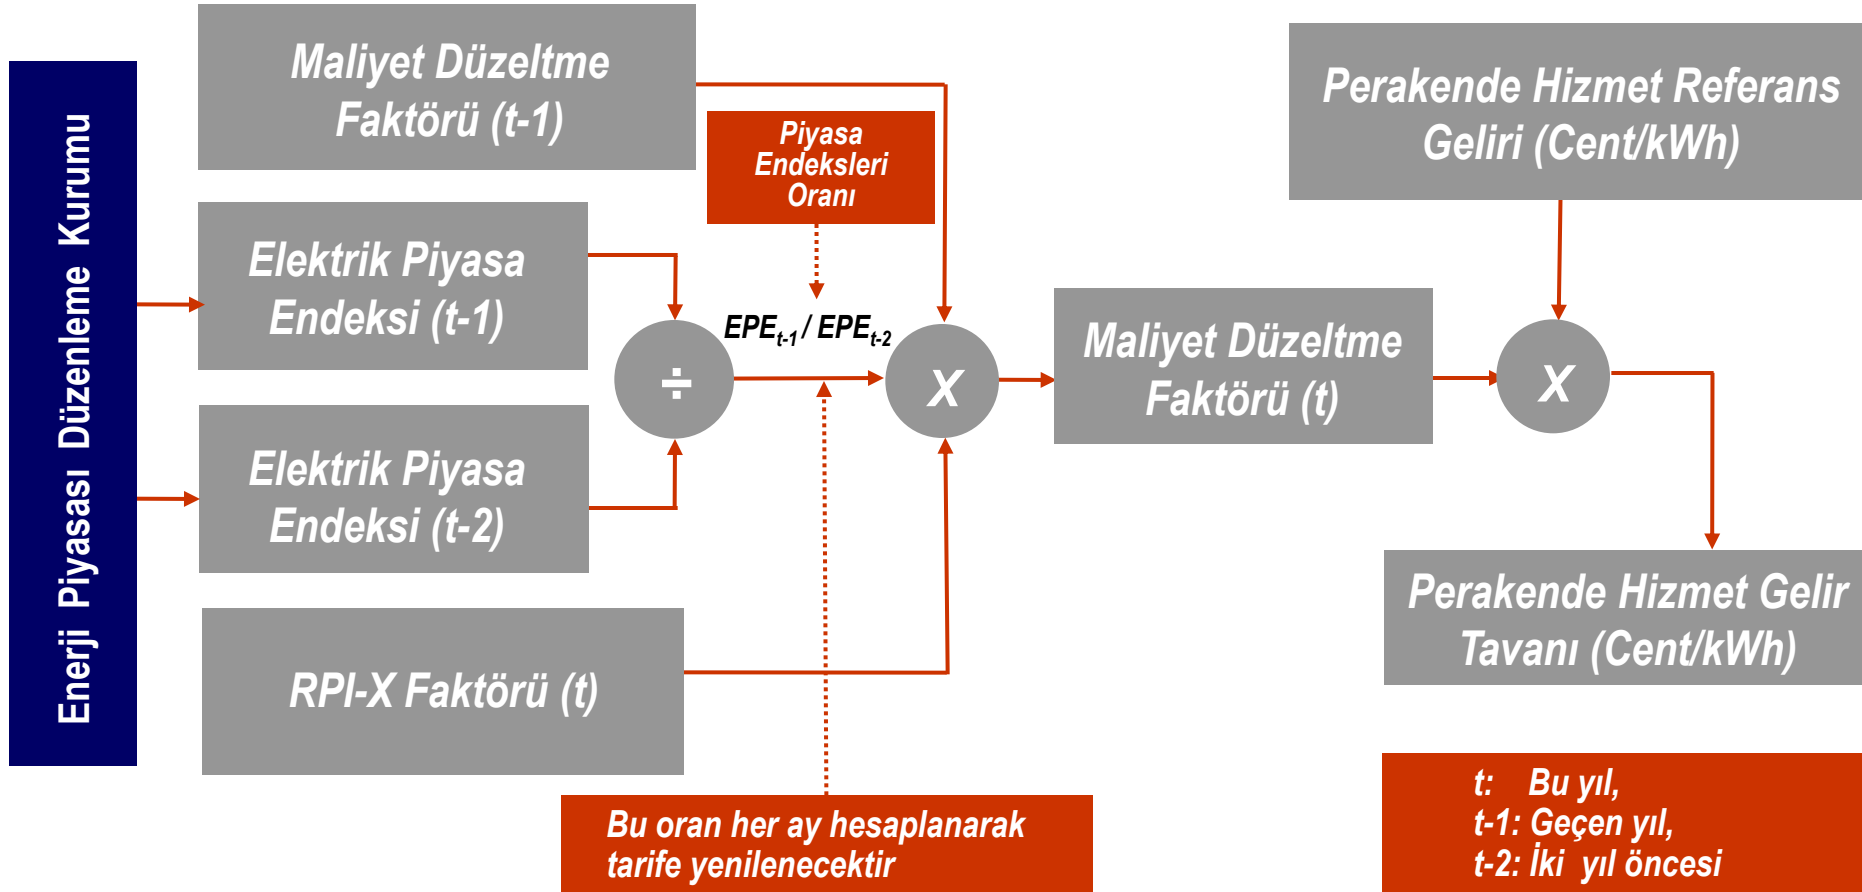 Enerji Piyasası Düzenleme Kurumu
Maliyet Düzeltme
Faktörü (t-1)
Piyasa
Endeksleri
Oranı
Perakende Hizmet Referans
Geliri (Cent/kWh)
Elektrik Piyasa
Endeksi (t-1)
÷
EPEt-1 / EPEt-2
X
Maliyet Düzeltme
Faktörü (t)
X
Elektrik Piyasa
Endeksi (t-2)
Perakende Hizmet Gelir
Tavanı (Cent/kWh)
RPI-X Faktörü (t)
Bu oran her ay hesaplanarak
tarife yenilenecektir
t: Bu yıl,
t-1: Geçen yıl,
t-2: İki yıl öncesi